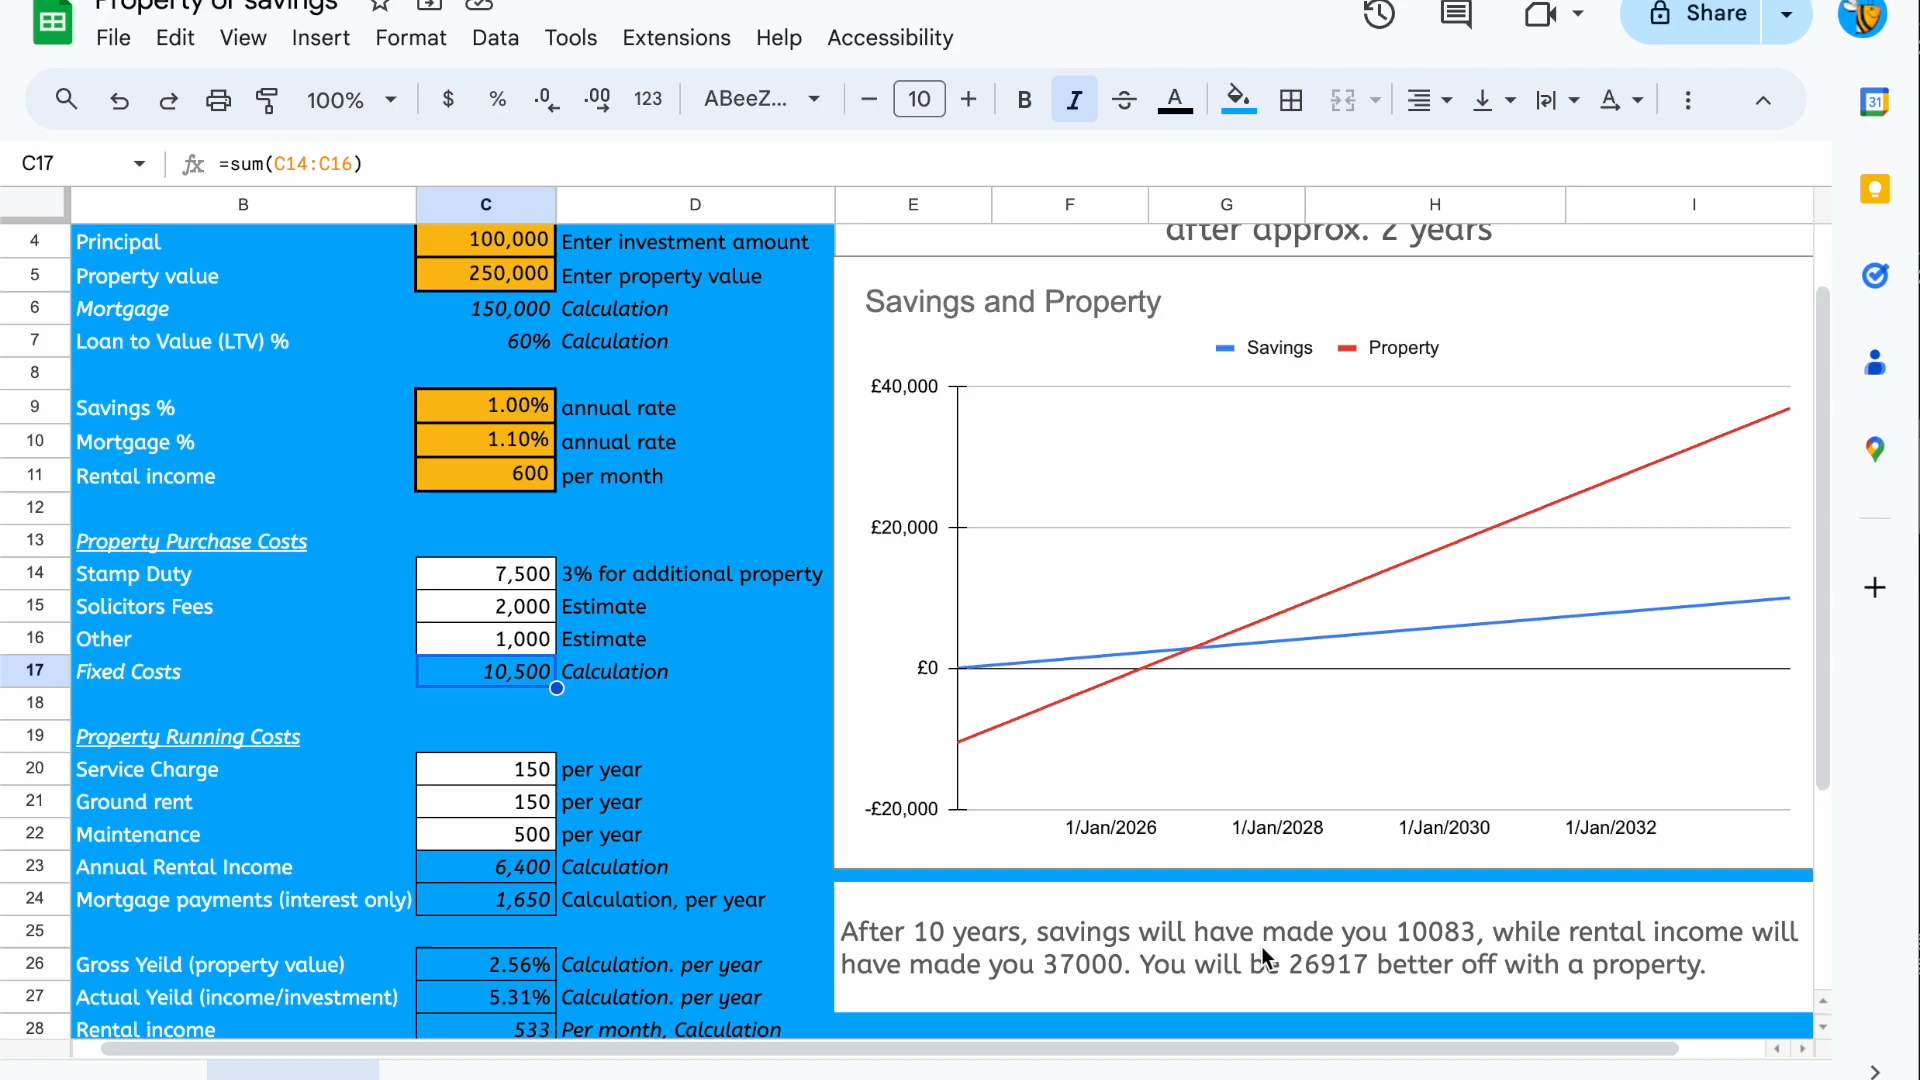 Property or savings
File Edit View Insert Format Data Tools Extensions Help Accessibility
Share
100% $ % .0 .00 123 ABeeZ... 10 B I A
31
C17 fx =sum(C14:C16)
B C D E F G H I
4 Principal 100,000 Enter investment amount
after approx. 2 years
5 Property value 250,000 Enter property value
6 Mortgage 150,000 Calculation
7 Loan to Value (LTV) % 60% Calculation
8
9 Savings % 1.00% annual rate
10 Mortgage % 1.10% annual rate
11 Rental income 600 per month
12
13 Property Purchase Costs
14 Stamp Duty 7,500 3% for additional property
15 Solicitors Fees 2,000 Estimate
16 Other 1,000 Estimate
17 Fixed Costs 10,500 Calculation
18
19 Property Running Costs
20 Service Charge 150 per year
21 Ground rent 150 per year
22 Maintenance 500 per year
23 Annual Rental Income 6,400 Calculation
24 Mortgage payments (interest only) 1,650 Calculation, per year
25
26 Gross Yeild (property value) 2.56% Calculation. per year
27 Actual Yeild (income/investment) 5.31% Calculation. per year
28 Rental income 533 Per month, Calculation
Savings and Property
Savings Property
£40,000
£20,000
£0
-£20,000
1/Jan/2026 1/Jan/2028 1/Jan/2030 1/Jan/2032
After 10 years, savings will have made you 10083, while rental income will
have made you 37000. You will be 26917 better off with a property.